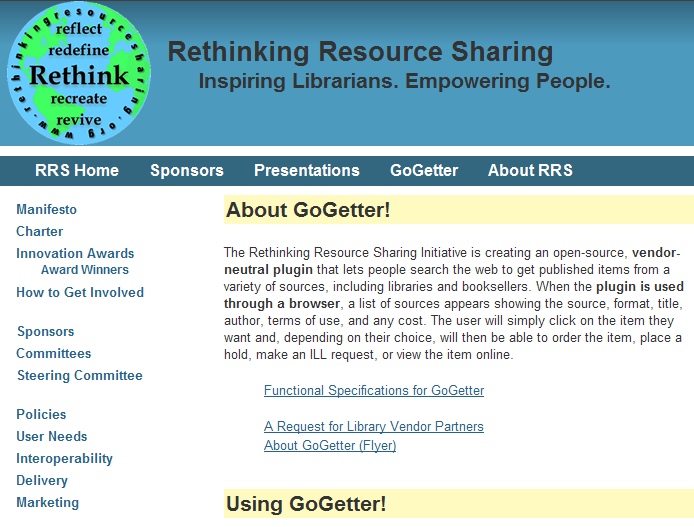 www.rethinkingresourcesharing.org
reflect
redefine
Rethink
recreate
revive
Rethinking Resource Sharing
Inspiring Librarians. Empowering People.
RRS Home Sponsors Presentations GoGetter About RRS
Manifesto
Charter
Innovation Awards
Award Winners
How to Get Involved
Sponsors
Committees
Steering Committee
Policies
User Needs
Interoperability
Delivery
Marketing
About GoGetter!
The Rethinking Resource Sharing Initiative is creating an open-source, vendor-
neutral plugin that lets people search the web to get published items from a
variety of sources, including libraries and booksellers. When the plugin is used
through a browser, a list of sources appears showing the source, format, title,
author, terms of use, and any cost. The user will simply click on the item they
want and, depending on their choice, will then be able to order the item, place a
hold, make an ILL request, or view the item online.
Functional Specifications for GoGetter
A Request for Library Vendor Partners
About GoGetter (Flyer)
Using GoGetter!